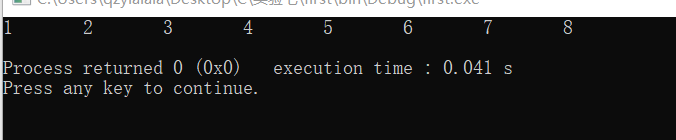 1 2 3 4 5 6 7 8
Process returned 0 (0x0) execution time : 0.041 s
Press any key to continue.